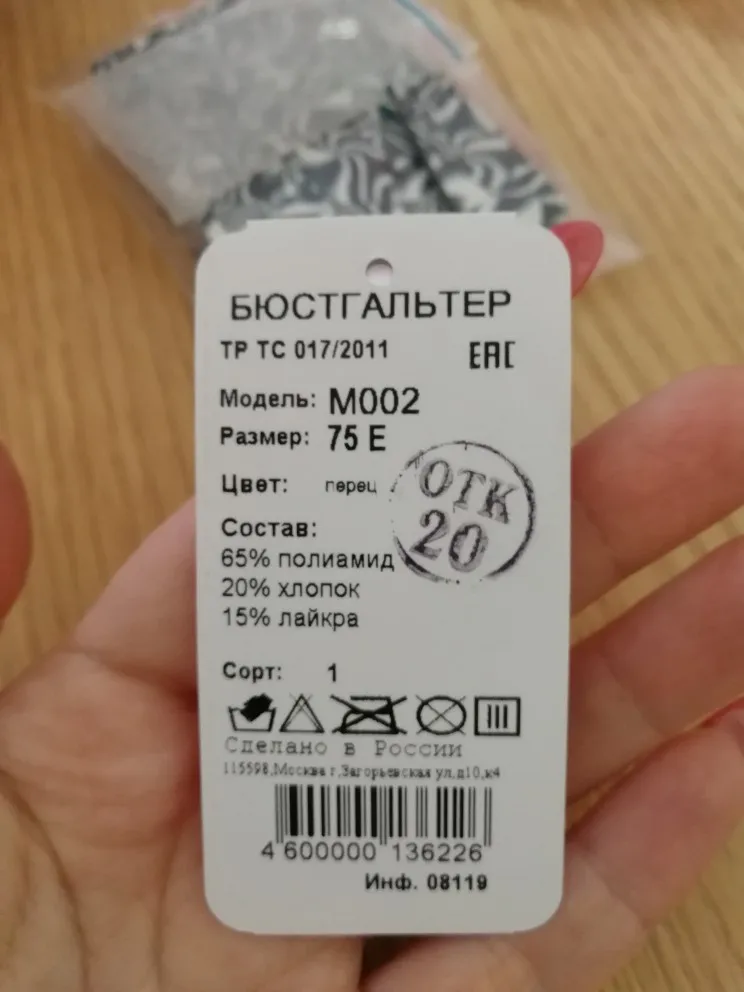 БЮСТГАЛЬТЕР
ТР ТС 017/2011 ЕАС
Модель: М002
Размер: 75 Е
Цвет: перец
ОТК
20
Состав:
65% полиамид
20% хлопок
15% лайкра
Сорт: 1
Сделано в России
115598,Москва г,Загорьевская ул,д10,к4
4 600000 136226
Инф. 08119